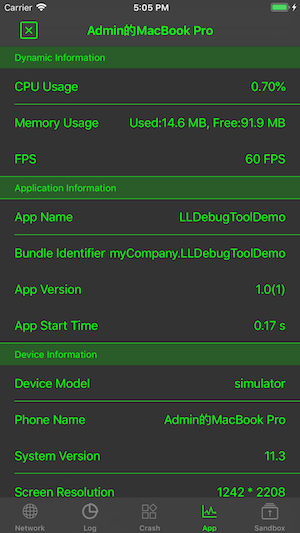 Carrier 5:05 PM
Admin的MacBook Pro
Dynamic Information
CPU Usage 0.70%
Memory Usage Used:14.6 MB, Free:91.9 MB
FPS 60 FPS
Application Information
App Name LLDebugToolDemo
Bundle Identifier myCompany.LLDebugToolDemo
App Version 1.0(1)
App Start Time 0.17 s
Device Information
Device Model simulator
Phone Name Admin的MacBook Pro
System Version 11.3
Screen Resolution 1242 * 2208
Network Log Crash App Sandbox